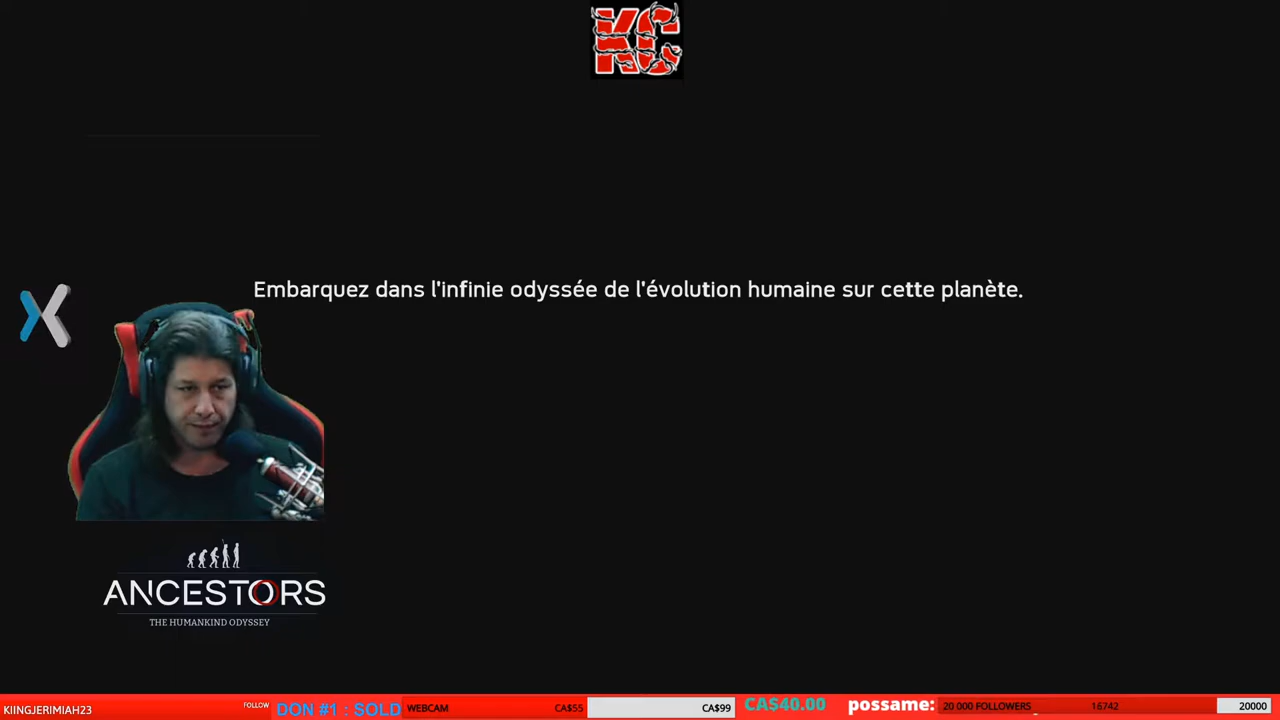 KC
Embarquez dans l'infinie odyssée de l'évolution humaine sur cette planète.
ANCESTORS
THE HUMANKIND ODYSSEY
KIINGJERIMIAH23
FOLLOW
DON #1 : SOLD
WEBCAM CA$55 CA$99
CA$40.00
possame:
20 000 FOLLOWERS 16742 20000